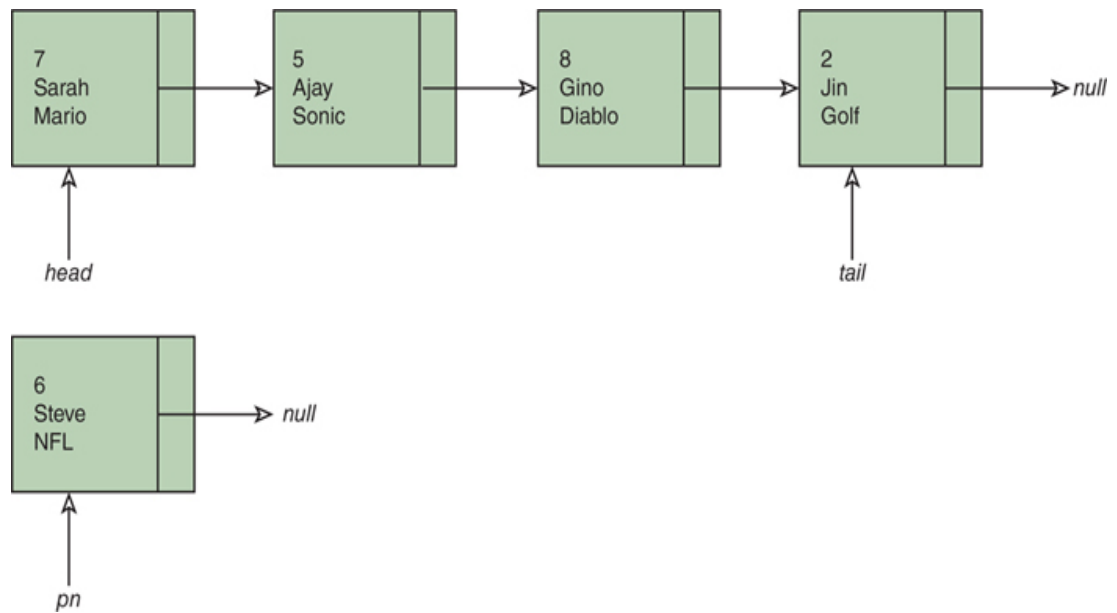 7
Sarah
Mario
5
Ajay
Sonic
8
Gino
Diablo
2
Jin
Golf
null
head
tail
6
Steve
NFL
null
pn